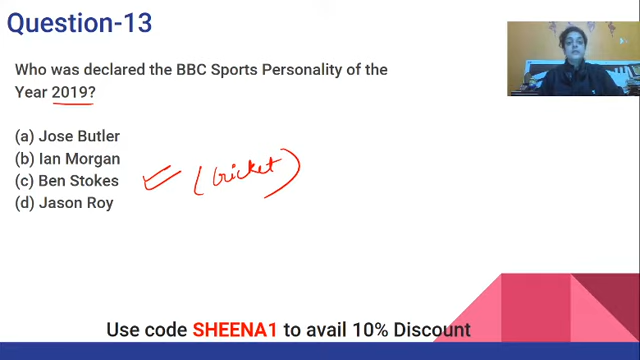 Question-13
Who was declared the BBC Sports Personality of the
Year 2019?
(a) Jose Butler
(b) Ian Morgan
(c) Ben Stokes (Cricket)
(d) Jason Roy
Use code SHEENA1 to avail 10% Discount